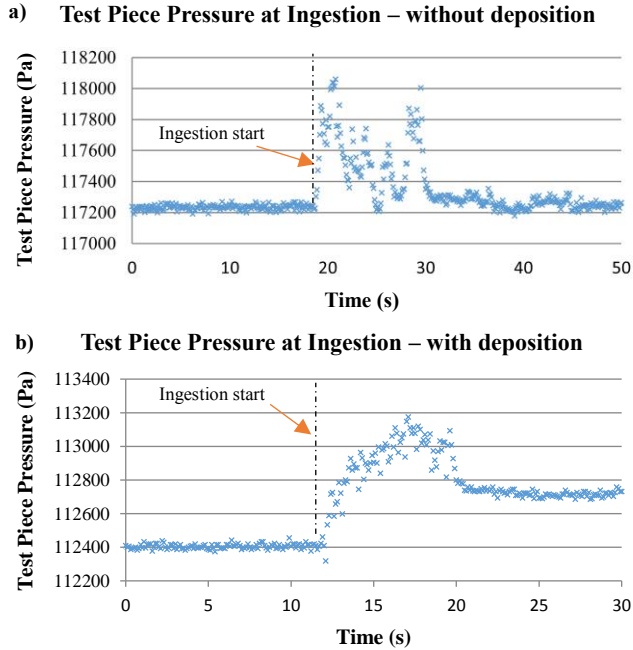 a) Test Piece Pressure at Ingestion – without deposition
Test Piece Pressure (Pa)
118200
118000
117800
117600
117400
117200
117000
Ingestion start
0 10 20 30 40 50
Time (s)
b) Test Piece Pressure at Ingestion – with deposition
Test Piece Pressure (Pa)
113400
113200
113000
112800
112600
112400
112200
Ingestion start
0 5 10 15 20 25 30
Time (s)